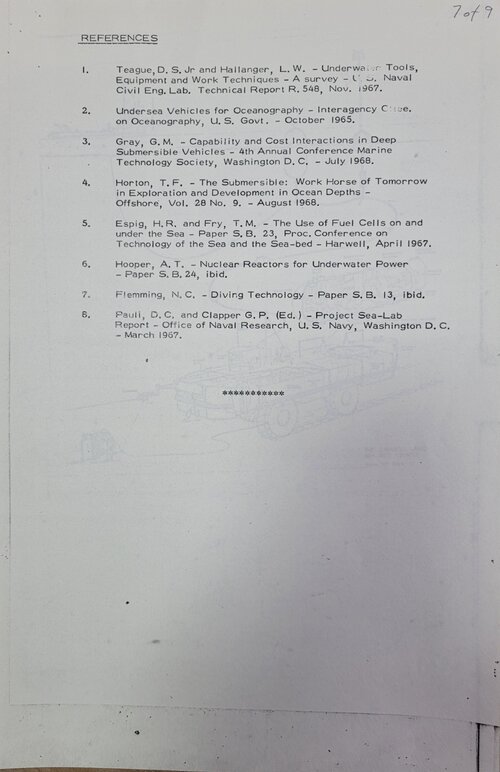 7 of 9
REFERENCES
1. Teague, D. S. Jr and Hallanger, L. W. - Underwater Tools,
Equipment and Work Techniques - A survey - U. S. Naval
Civil Eng. Lab. Technical Report R. 548, Nov. 1967.
2. Undersea Vehicles for Oceanography - Interagency
on Oceanography, U. S. Govt. - October 1965.
3. Gray, G. M. - Capability and Cost Interactions in Deep
Submersible Vehicles - 4th Annual Conference Marine
Technology Society, Washington D. C. - July 1968.
4. Horton, T. F. - The Submersible: Work Horse of Tomorrow
in Exploration and Development in Ocean Depths -
Offshore, Vol. 28 No. 9. - August 1968.
5. Espig, H. R. and Fry, T. M. - The Use of Fuel Cells on and
under the Sea - Paper S. B. 23, Proc. Conference on
Technology of the Sea and the Sea-bed - Harwell, April 1967.
6. Hooper, A. T. - Nuclear Reactors for Underwater Power
- Paper S. B. 24, ibid.
7. Flemming, N. C. - Diving Technology - Paper S. B. 13, ibid.
8. Pauli, D. C. and Clapper G. P. (Ed. ) - Project Sea-Lab
Report - Office of Naval Research, U. S. Navy, Washington D. C.
- March 1967.
***********